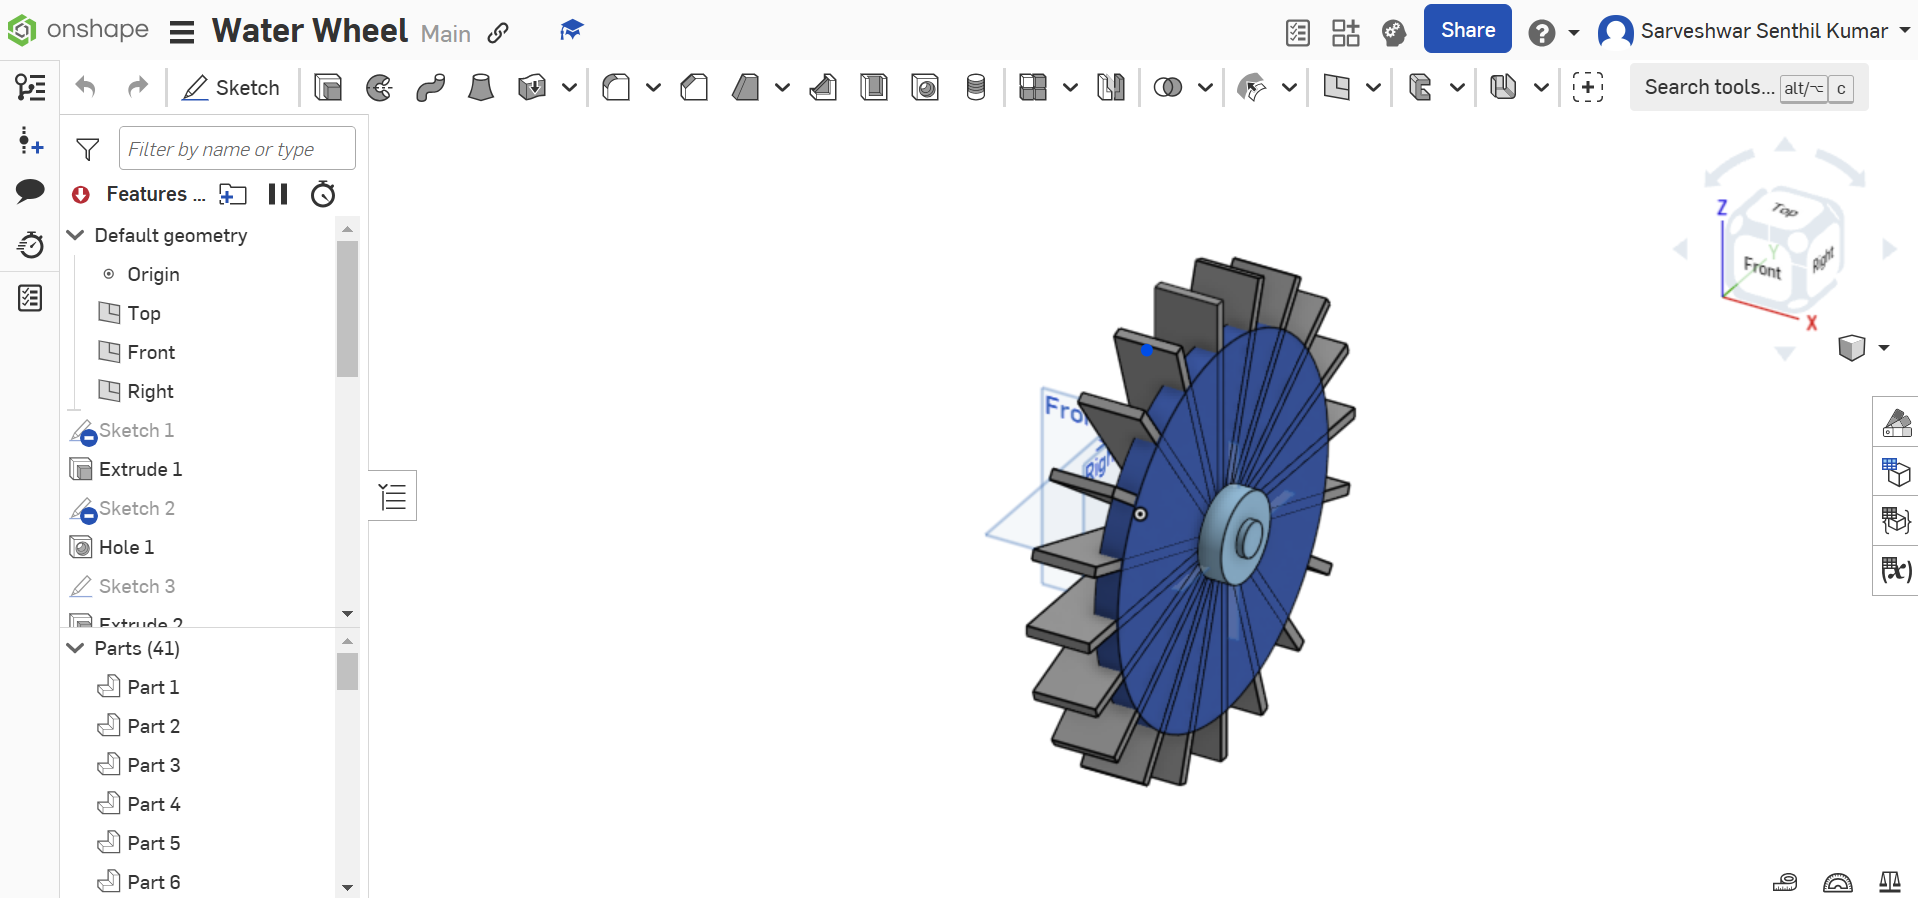 onshape
Water Wheel Main
Share
Sarveshwar Senthil Kumar
Sketch
Search tools... alt/⌥ c
Filter by name or type
Features ...
Default geometry
Origin
Top
Front
Right
Sketch 1
Extrude 1
Sketch 2
Hole 1
Sketch 3
Extrude 2
Parts (41)
Part 1
Part 2
Part 3
Part 4
Part 5
Part 6
Fro
Righ
Z
Top
Y
Front
Right
X
(x)